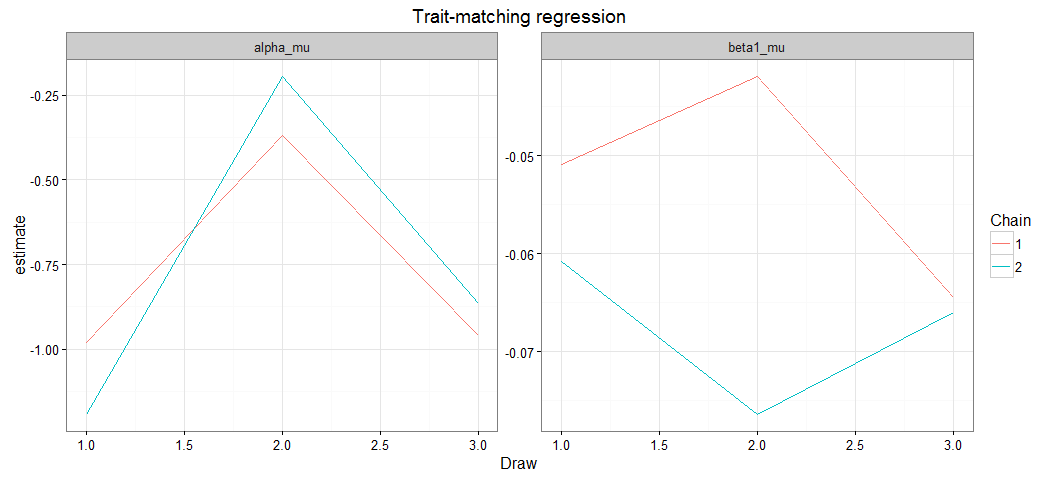 Trait-matching regression
alpha_mu
beta1_mu
estimate
-0.25
-0.50
-0.75
-1.00
1.0 1.5 2.0 2.5 3.0
-0.05
-0.06
-0.07
1.0 1.5 2.0 2.5 3.0
Draw
Chain
1
2